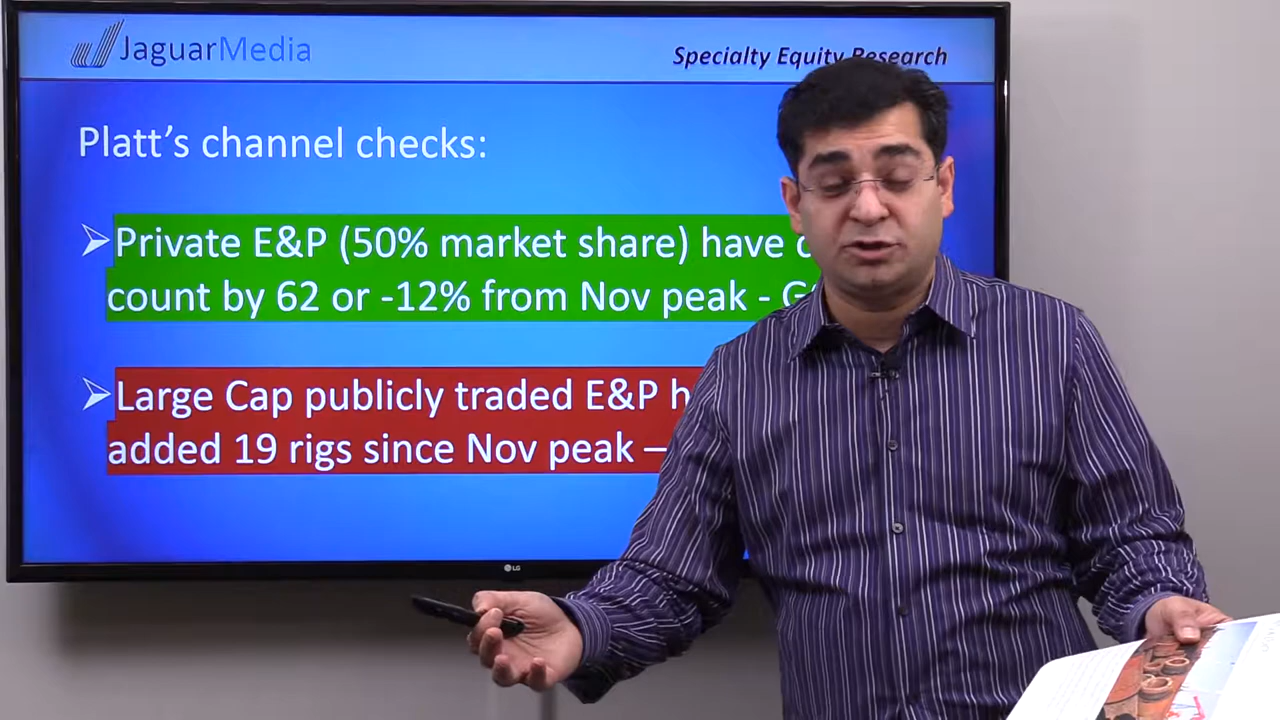 JaguarMedia
Specialty Equity Research
Platt's channel checks:
Private E&P (50% market share) have
count by 62 or -12% from Nov peak -
Large Cap publicly traded E&P
added 19 rigs since Nov peak –
LG